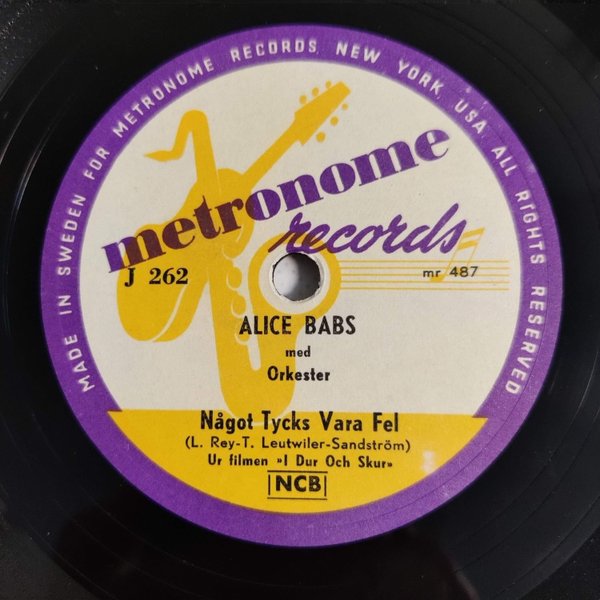 MADE IN SWEDEN FOR METRONOME RECORDS NEW YORK, USA ALL RIGHTS RESERVED
metronome
records
J 262
mr 487
ALICE BABS
med
Orkester
Något Tycks Vara Fel
(L. Rey-T. Leutwiler-Sandström)
Ur filmen »I Dur Och Skur»
NCB